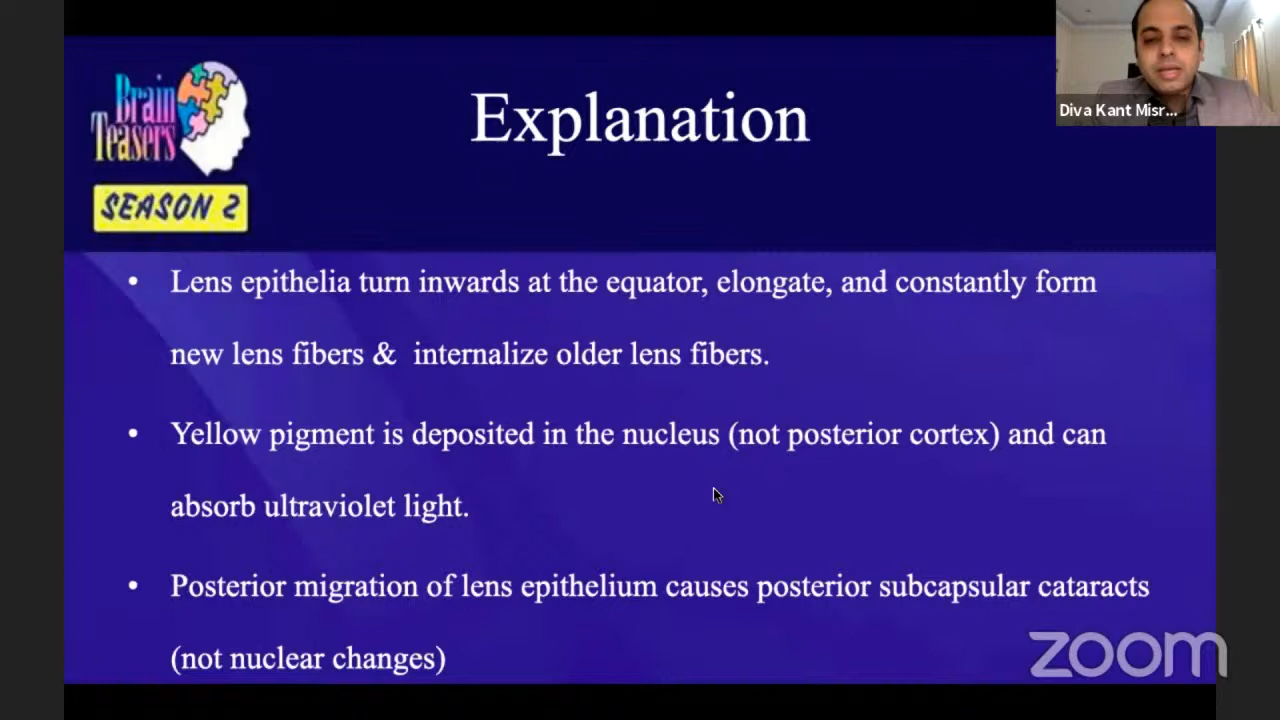 Brain
Teasers
SEASON 2
Explanation
Diva Kant Misr...
• Lens epithelia turn inwards at the equator, elongate, and constantly form
new lens fibers & internalize older lens fibers.
• Yellow pigment is deposited in the nucleus (not posterior cortex) and can
absorb ultraviolet light.
• Posterior migration of lens epithelium causes posterior subcapsular cataracts
(not nuclear changes)
zoom